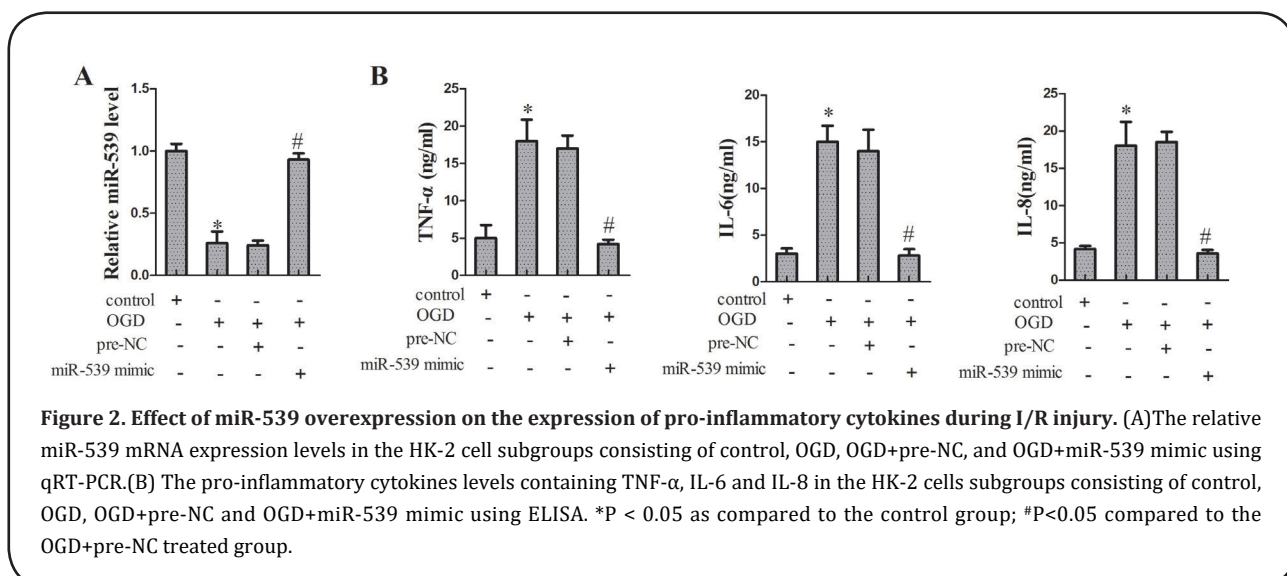 A
Relative miR-539 level
1.5
1.0
0.5
0.0
*
#
control + - - -
OGD - + + +
pre-NC - - + -
miR-539 mimic - - - +
B
TNF-α (ng/ml)
25
20
15
10
5
0
*
#
control + - - -
OGD - + + +
pre-NC - - + -
miR-539 mimic - - - +
IL-6(ng/ml)
20
15
10
5
0
*
#
control + - - -
OGD - + + +
pre-NC - - + -
miR-539 mimic - - - +
IL-8(ng/ml)
25
20
15
10
5
0
*
#
control + - - -
OGD - + + +
pre-NC - - + -
miR-539 mimic - - - +
Figure 2. Effect of miR-539 overexpression on the expression of pro-inflammatory cytokines during I/R injury. (A)The relative
miR-539 mRNA expression levels in the HK-2 cell subgroups consisting of control, OGD, OGD+pre-NC, and OGD+miR-539 mimic using
qRT-PCR.(B) The pro-inflammatory cytokines levels containing TNF-α, IL-6 and IL-8 in the HK-2 cells subgroups consisting of control,
OGD, OGD+pre-NC and OGD+miR-539 mimic using ELISA. *P < 0.05 as compared to the control group; #P<0.05 compared to the
OGD+pre-NC treated group.